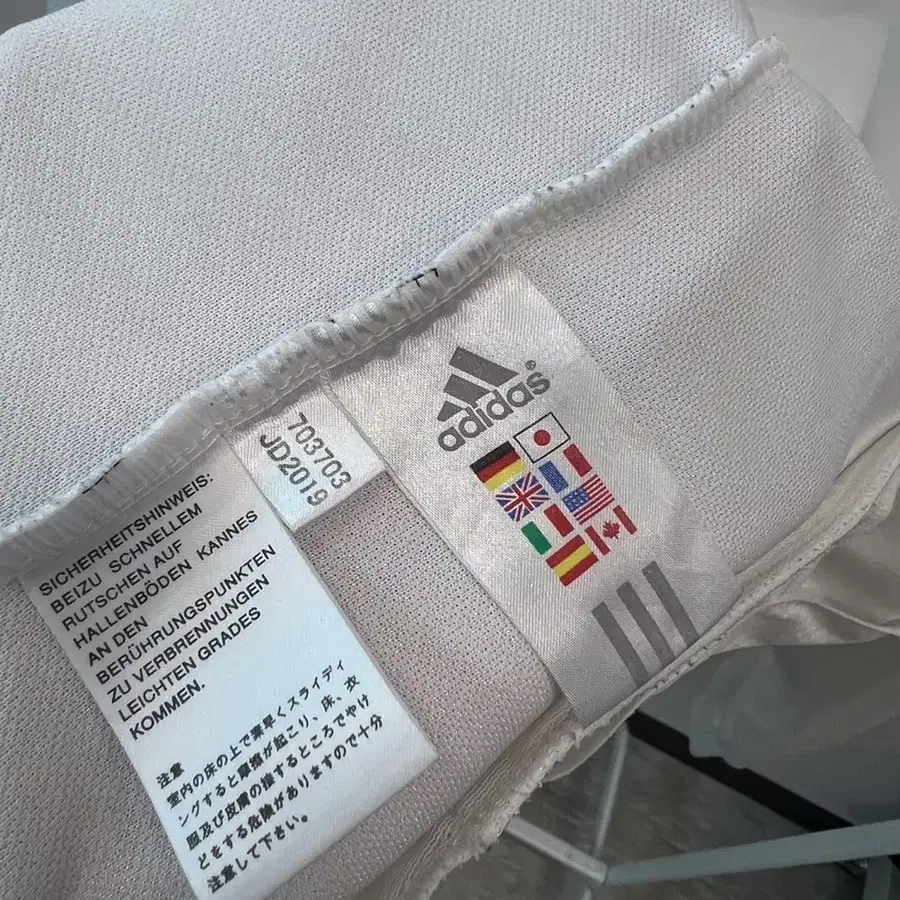 adidas®
703703
JD2019
SICHERHEITSHINWEIS:
BEIZU SCHNELLEM
RUTSCHEN AUF
HALLENBÖDEN KANNES
AN DEN
BERÜHRUNGSPUNKTEN
ZU VERBRENNUNGEN
LEICHTEN GRADES
KOMMEN.
注意
室内の床の上で素早くスライディ
ングすると摩擦が起こり、床、衣
服及び皮膚の接するところでやけ
どをする危険がありますので十分
注意して下さい。